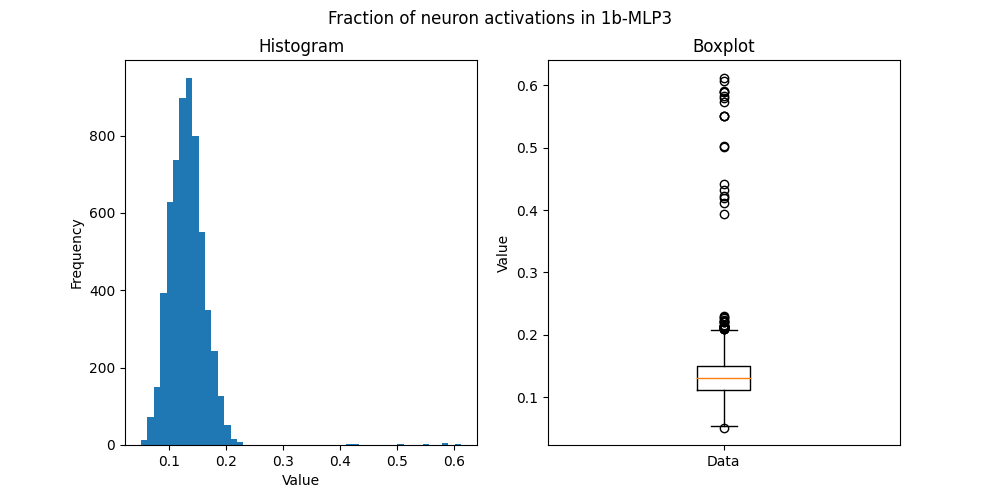 Fraction of neuron activations in 1b-MLP3
Histogram
Frequency
800
600
400
200
0
0.1 0.2 0.3 0.4 0.5 0.6
Value
Boxplot
Value
0.6
0.5
0.4
0.3
0.2
0.1
Data